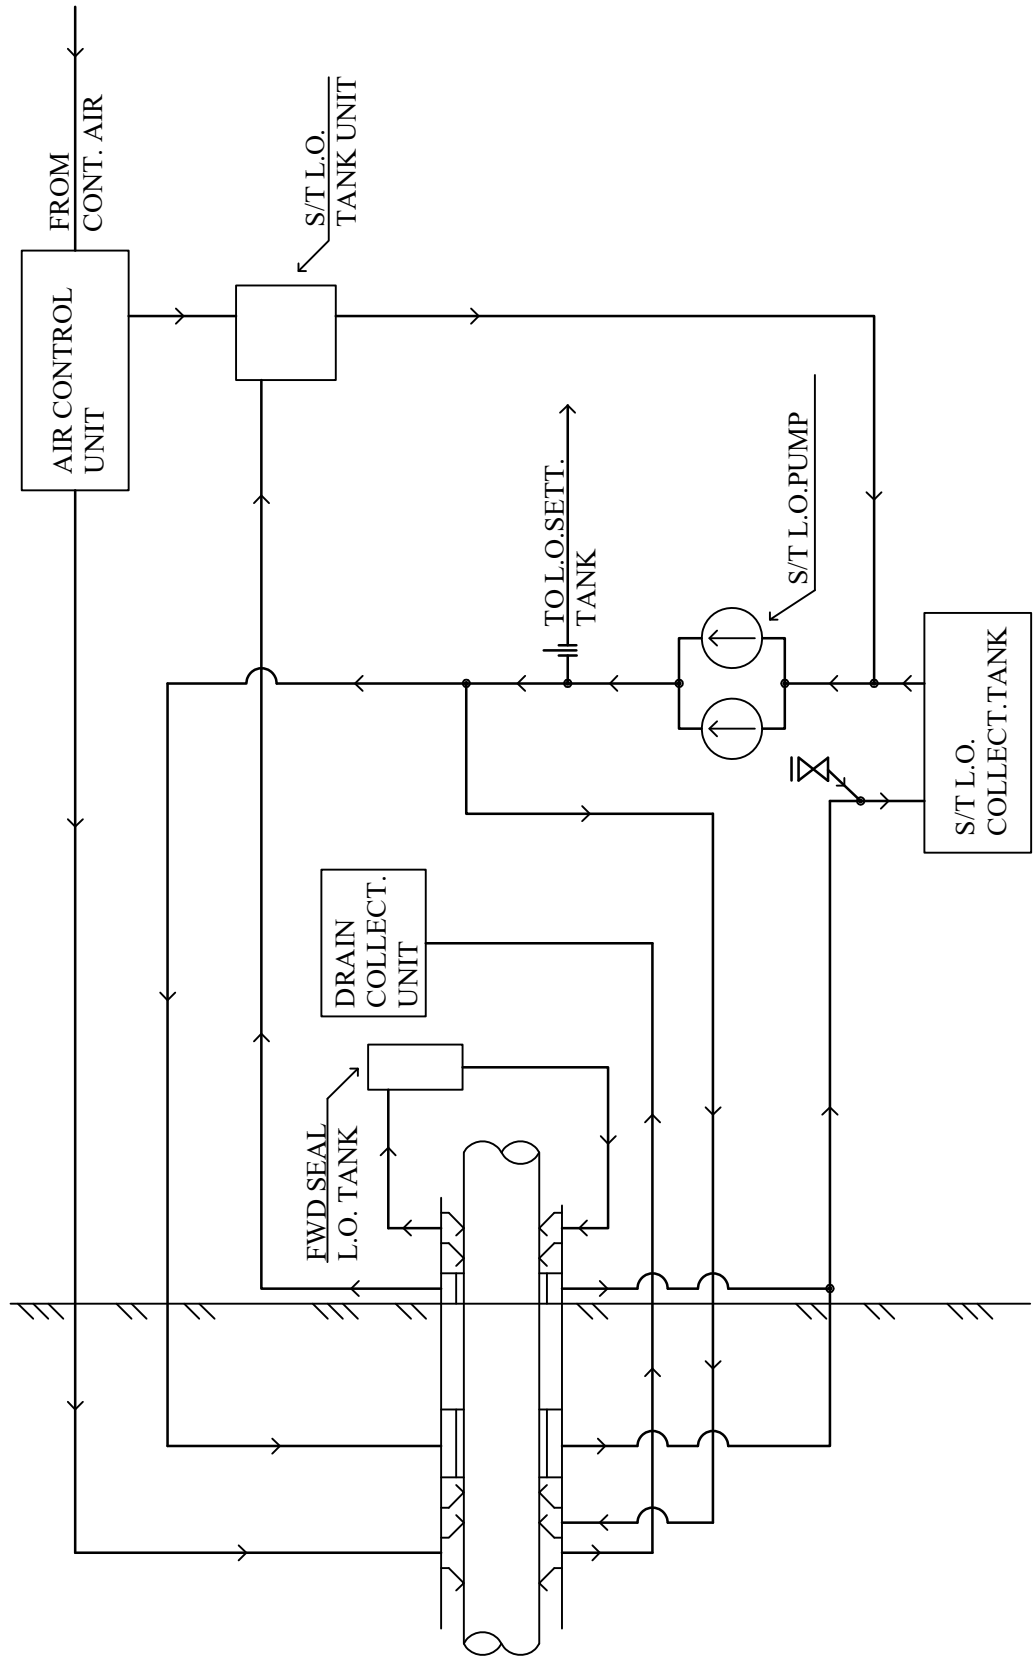 FROM
CONT. AIR
AIR CONTROL
UNIT
S/T L.O.
TANK UNIT
TO L.O.SETT.
TANK
S/T L.O.PUMP
S/T L.O.
COLLECT.TANK
DRAIN
COLLECT.
UNIT
FWD SEAL
L.O. TANK